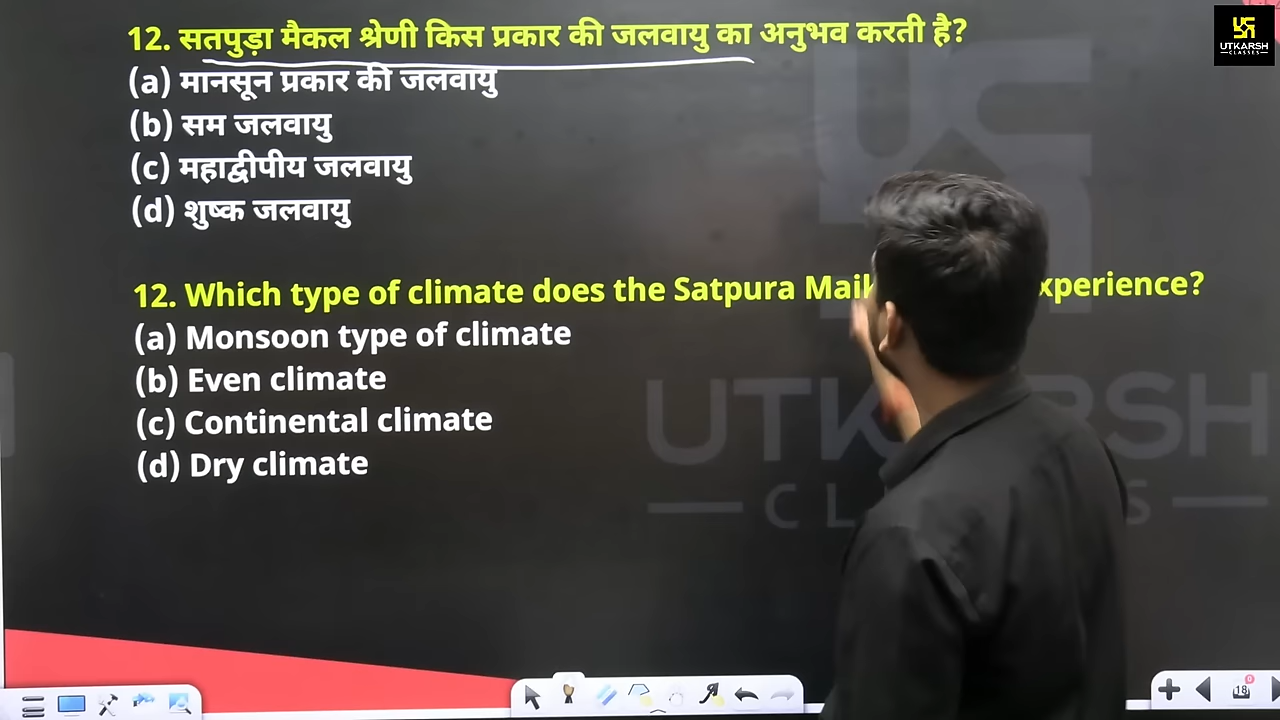 12. सतपुड़ा मैकल श्रेणी किस प्रकार की जलवायु का अनुभव करती है?
(a) मानसून प्रकार की जलवायु
(b) सम जलवायु
(c) महाद्वीपीय जलवायु
(d) शुष्क जलवायु
12. Which type of climate does the Satpura xperience?
(a) Monsoon type of climate
(b) Even climate
(c) Continental climate
(d) Dry climate
UTKARSH
CLASSES
18